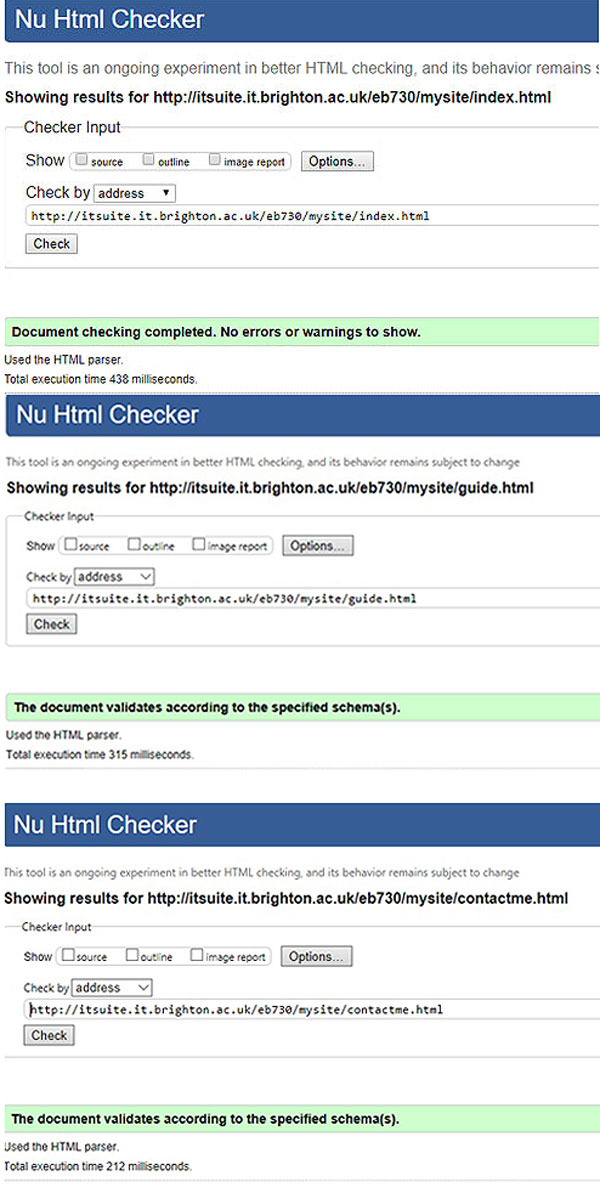 Nu Html Checker
This tool is an ongoing experiment in better HTML checking, and its behavior remains
Showing results for http://itsuite.it.brighton.ac.uk/eb730/mysite/index.html
Checker Input
Show source outline image report Options...
Check by address
http://itsuite.it.brighton.ac.uk/eb730/mysite/index.html
Check
Document checking completed. No errors or warnings to show.
Used the HTML parser.
Total execution time 438 milliseconds.
Nu Html Checker
This tool is an ongoing experiment in better HTML checking, and its behavior remains subject to change
Showing results for http://itsuite.it.brighton.ac.uk/eb730/mysite/guide.html
Checker Input
Show source outline image report Options...
Check by address
http://itsuite.it.brighton.ac.uk/eb730/mysite/guide.html
Check
The document validates according to the specified schema(s).
Used the HTML parser.
Total execution time 315 milliseconds.
Nu Html Checker
This tool is an ongoing experiment in better HTML checking, and its behavior remains subject to change
Showing results for http://itsuite.it.brighton.ac.uk/eb730/mysite/contactme.html
Checker Input
Show source outline image report Options...
Check by address
http://itsuite.it.brighton.ac.uk/eb730/mysite/contactme.html
Check
The document validates according to the specified schema(s).
Used the HTML parser.
Total execution time 212 milliseconds.